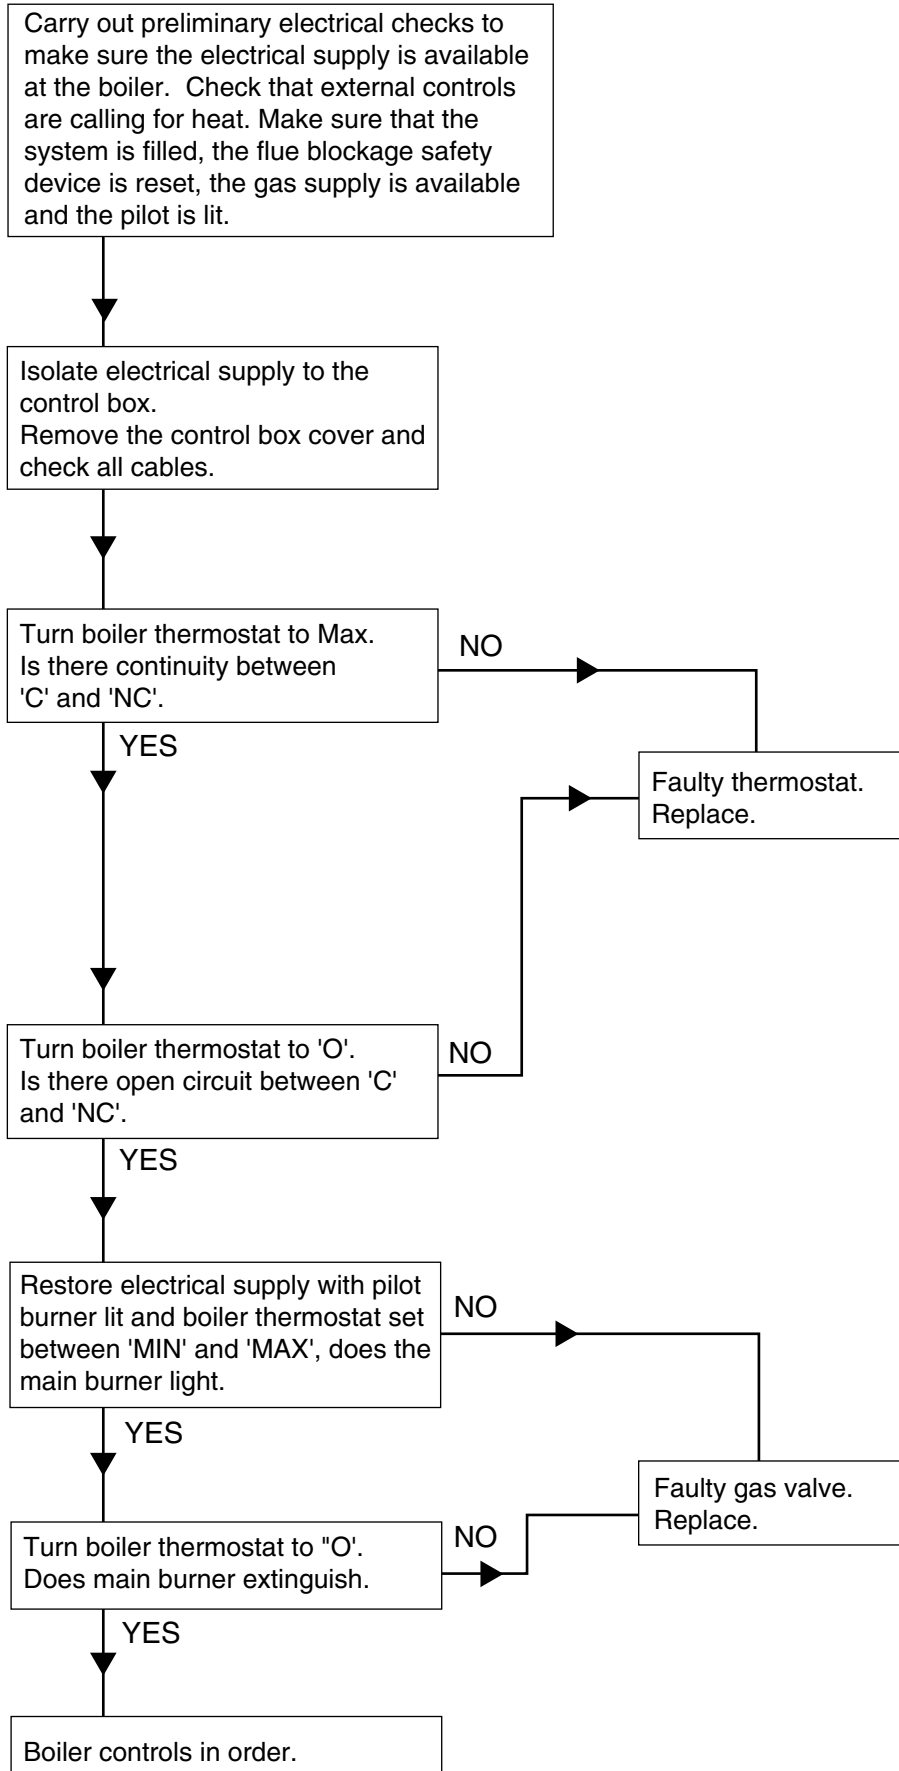 Carry out preliminary electrical checks to
make sure the electrical supply is available
at the boiler.  Check that external controls
are calling for heat. Make sure that the
system is filled, the flue blockage safety
device is reset, the gas supply is available
and the pilot is lit.
Isolate electrical supply to the
control box.
Remove the control box cover and
check all cables.
Turn boiler thermostat to Max.
Is there continuity between
'C' and 'NC'.
NO
YES
Faulty thermostat.
Replace.
Turn boiler thermostat to 'O'.
Is there open circuit between 'C'
and 'NC'.
NO
YES
Restore electrical supply with pilot
burner lit and boiler thermostat set
between 'MIN' and 'MAX', does the
main burner light.
NO
YES
Faulty gas valve.
Replace.
Turn boiler thermostat to "O'.
Does main burner extinguish.
NO
YES
Boiler controls in order.